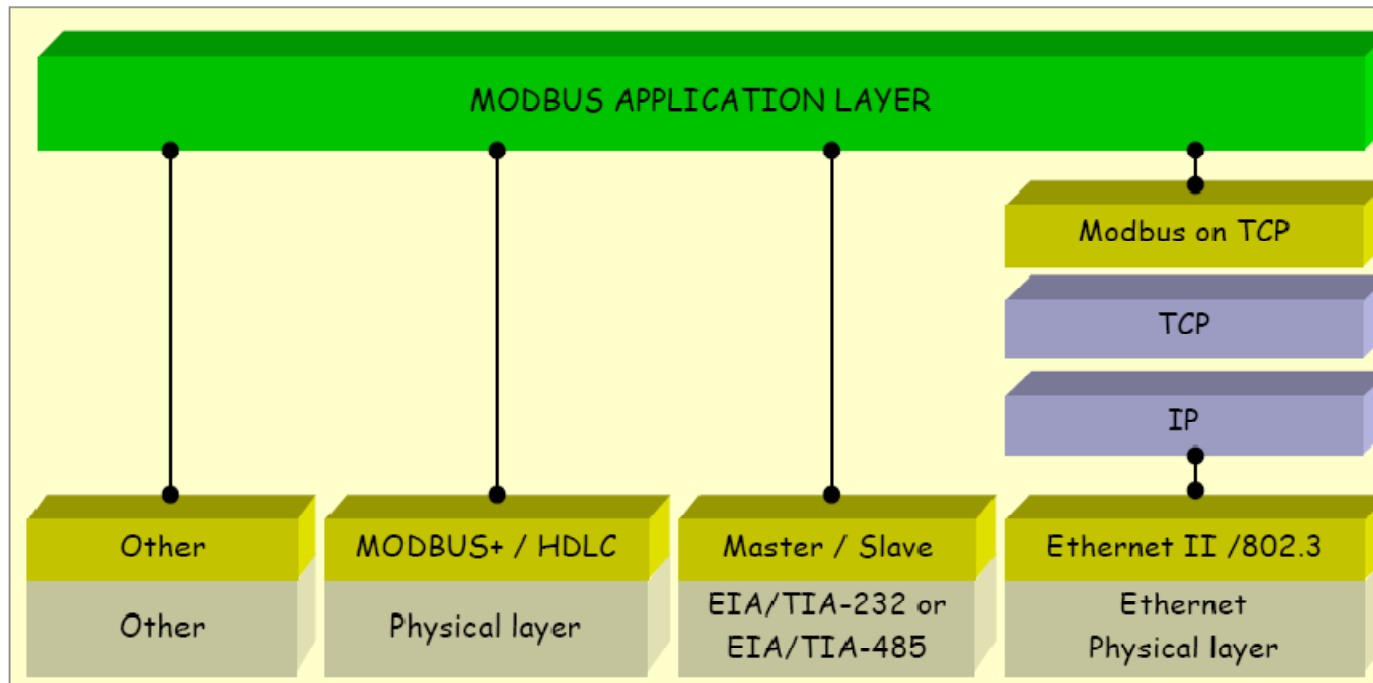 MODBUS APPLICATION LAYER
Modbus on TCP
TCP
IP
Other
MODBUS+ / HDLC
Master / Slave
Ethernet II /802.3
Other
Physical layer
EIA/TIA-232 or
EIA/TIA-485
Ethernet
Physical layer